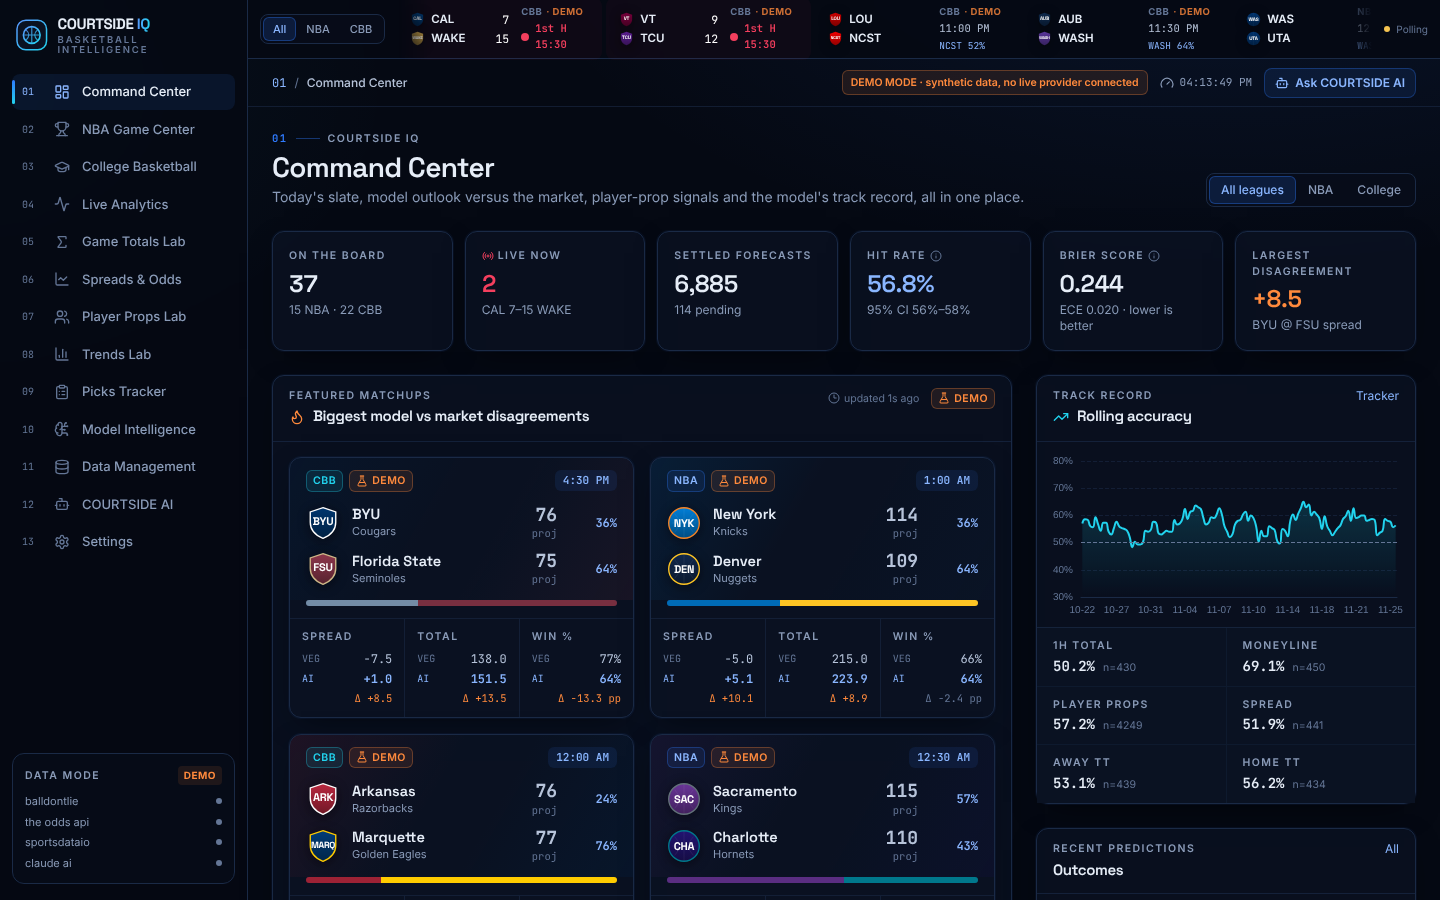 COURTSIDE IQ
BASKETBALL
INTELLIGENCE
01 Command Center
02 NBA Game Center
03 College Basketball
04 Live Analytics
05 Game Totals Lab
06 Spreads & Odds
07 Player Props Lab
08 Trends Lab
09 Picks Tracker
10 Model Intelligence
11 Data Management
12 COURTSIDE AI
13 Settings
DATA MODE DEMO
balldontlie
the odds api
sportsdataio
claude ai
All NBA CBB
CAL 7 CBB · DEMO
WAKE 15 1st H
15:30
VT 9 CBB · DEMO
TCU 12 1st H
15:30
LOU CBB · DEMO
NCST 11:00 PM
NCST 52%
AUB CBB · DEMO
WASH 11:30 PM
WASH 64%
WAS
UTA
Polling
01 / Command Center
DEMO MODE · synthetic data, no live provider connected
04:13:49 PM
Ask COURTSIDE AI
01 COURTSIDE IQ
Command Center
Today's slate, model outlook versus the market, player-prop signals and the model's track record, all in one place.
All leagues NBA College
ON THE BOARD
37
15 NBA · 22 CBB
LIVE NOW
2
CAL 7–15 WAKE
SETTLED FORECASTS
6,885
114 pending
HIT RATE
56.8%
95% CI 56%–58%
BRIER SCORE
0.244
ECE 0.020 · lower is
better
LARGEST
DISAGREEMENT
+8.5
BYU @ FSU spread
FEATURED MATCHUPS
Biggest model vs market disagreements
updated 1s ago DEMO
CBB DEMO 4:30 PM
BYU BYU 76 36%
Cougars proj
FSU Florida State 75 64%
Seminoles proj
SPREAD TOTAL WIN %
VEG -7.5 VEG 138.0 VEG 77%
AI +1.0 AI 151.5 AI 64%
Δ +8.5 Δ +13.5 Δ -13.3 pp
NBA DEMO 1:00 AM
NYK New York 114 36%
Knicks proj
DEN Denver 109 64%
Nuggets proj
SPREAD TOTAL WIN %
VEG -5.0 VEG 215.0 VEG 66%
AI +5.1 AI 223.9 AI 64%
Δ +10.1 Δ +8.9 Δ -2.4 pp
CBB DEMO 12:00 AM
ARK Arkansas 76 24%
Razorbacks proj
MARQ Marquette 77 76%
Golden Eagles proj
NBA DEMO 12:30 AM
SAC Sacramento 115 57%
Kings proj
CHA Charlotte 110 43%
Hornets proj
TRACK RECORD Tracker
Rolling accuracy
80%
70%
60%
50%
40%
30%
10-22 10-27 10-31 11-04 11-07 11-10 11-14 11-18 11-21 11-25
1H TOTAL
50.2% n=430
MONEYLINE
69.1% n=450
PLAYER PROPS
57.2% n=4249
SPREAD
51.9% n=441
AWAY TT
53.1% n=439
HOME TT
56.2% n=434
RECENT PREDICTIONS All
Outcomes